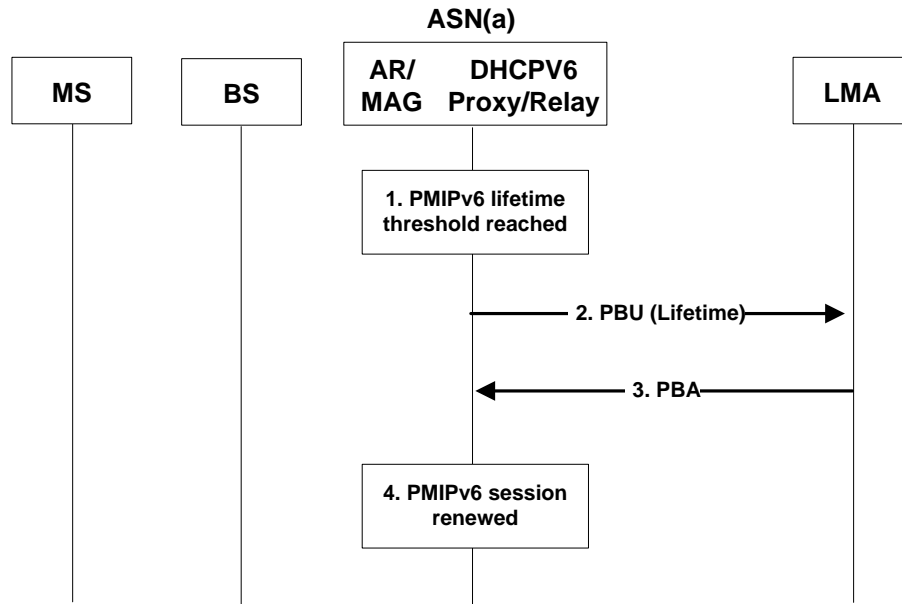 ASN(a)
MS
BS
AR/ DHCPV6
MAG Proxy/Relay
LMA
1. PMIPv6 lifetime
threshold reached
2. PBU (Lifetime)
3. PBA
4. PMIPv6 session
renewed